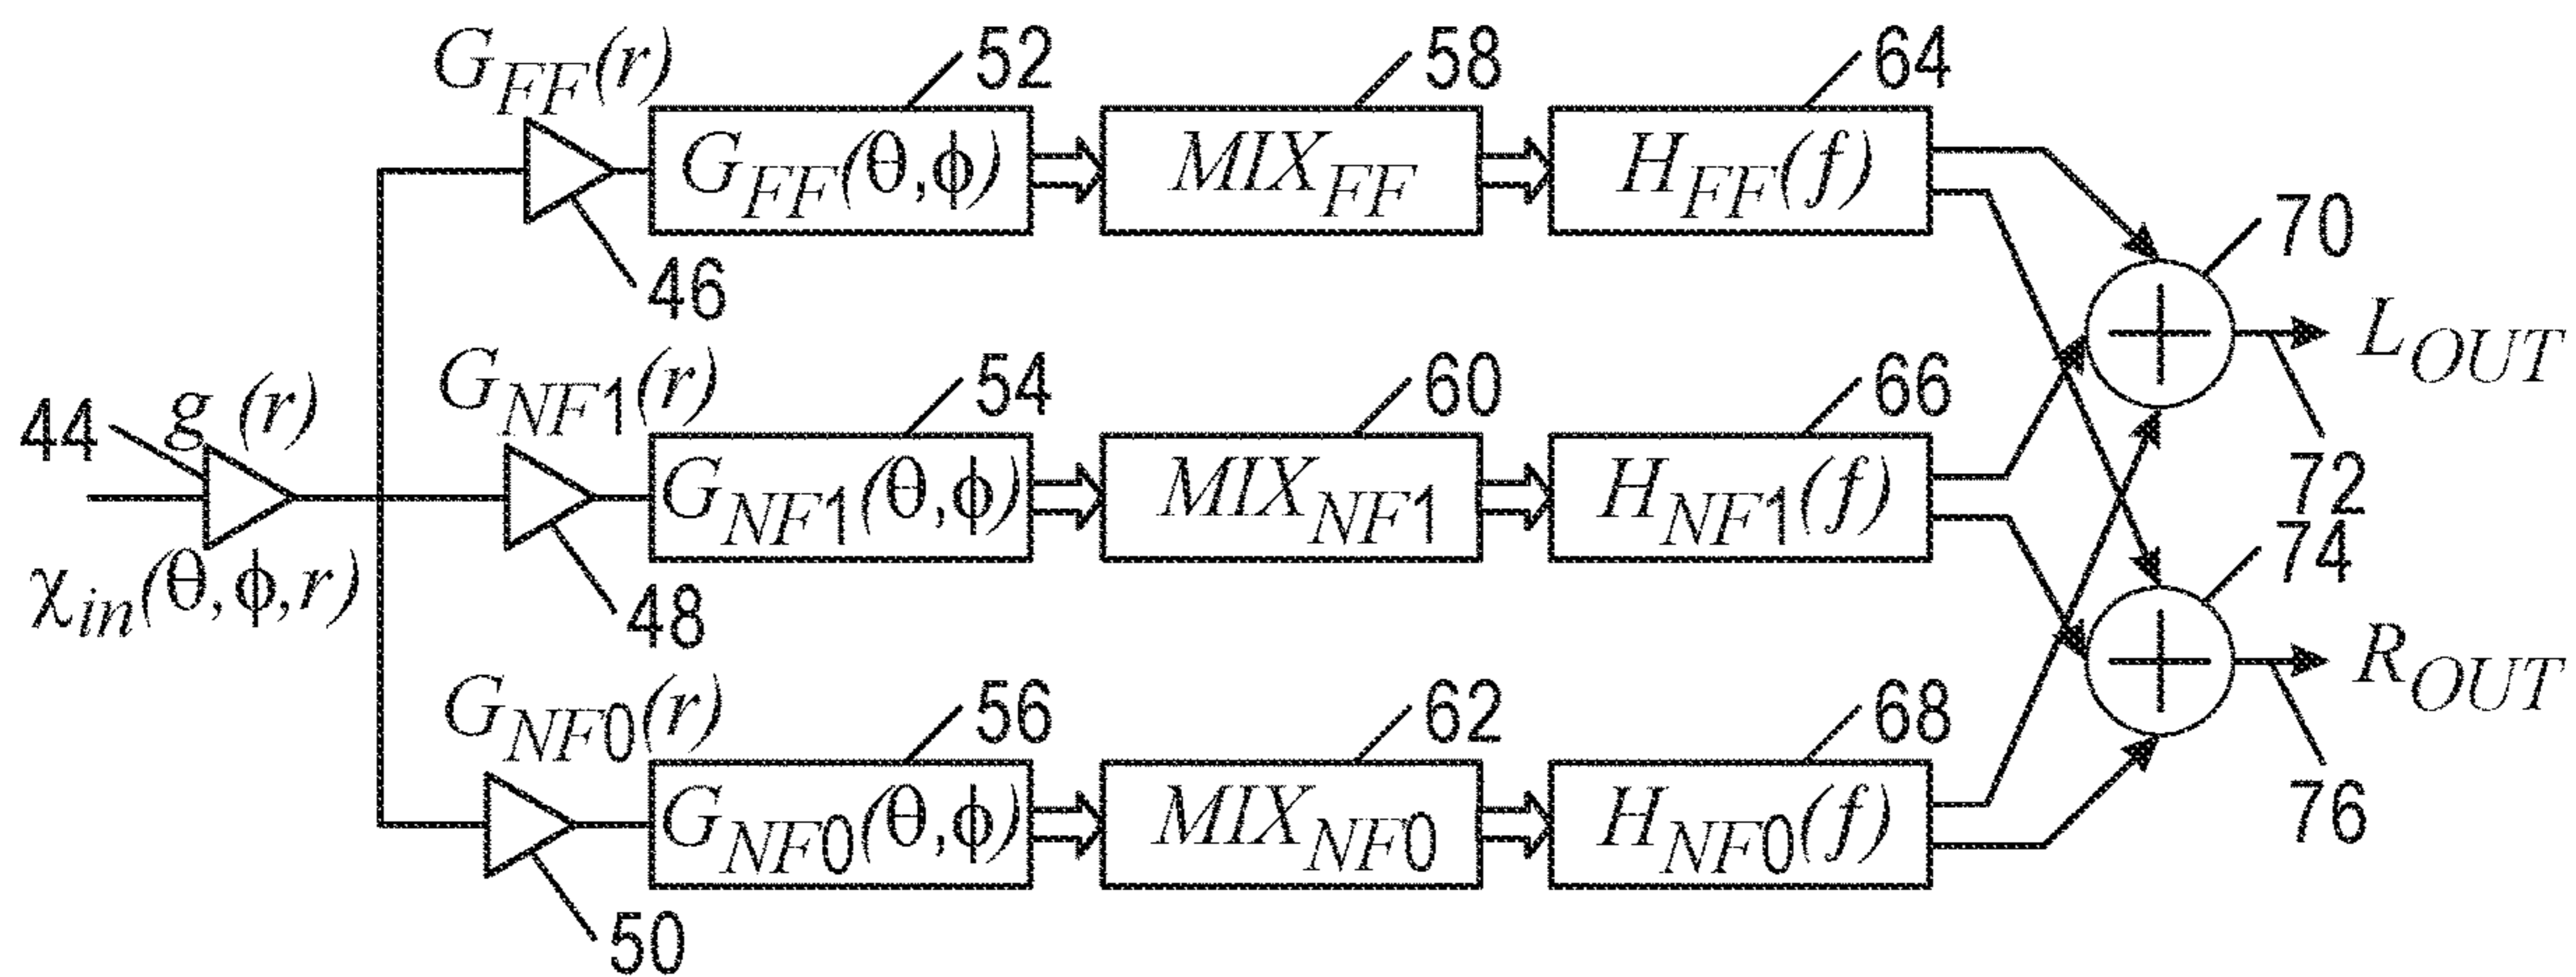 G_FF(r)
52
58
64
G_FF(θ,ϕ)
MIX_FF
H_FF(f)
46
70
L_OUT
G_NF1(r)
54
60
66
44
g (r)
G_NF1(θ,ϕ)
MIX_NF1
H_NF1(f)
72
χ_in(θ,ϕ,r)
48
74
R_OUT
G_NF0(r)
56
62
68
G_NF0(θ,ϕ)
MIX_NF0
H_NF0(f)
76
50